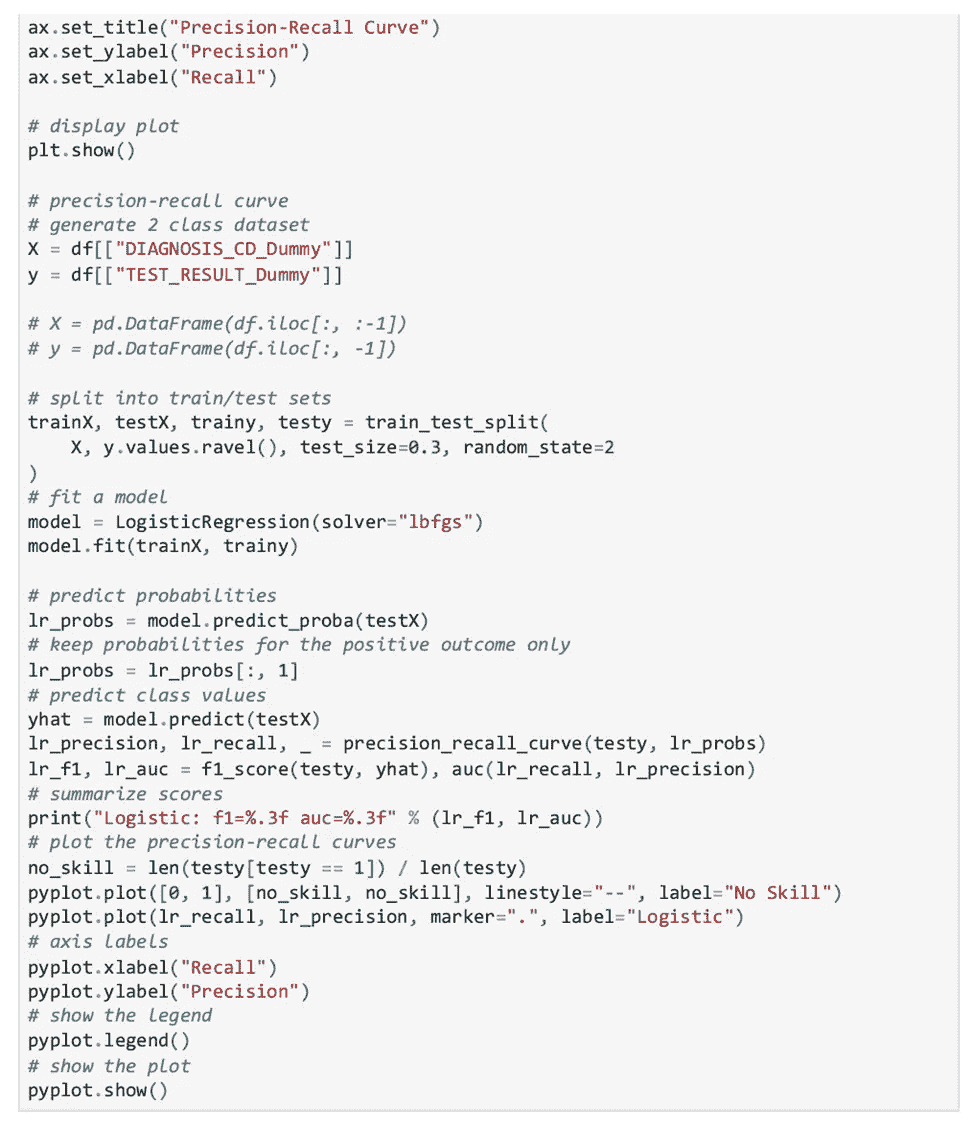 ax.set_title("Precision-Recall Curve")
ax.set_ylabel("Precision")
ax.set_xlabel("Recall")

# display plot
plt.show()

# precision-recall curve
# generate 2 class dataset
X = df[["DIAGNOSIS_CD_Dummy"]]
y = df[["TEST_RESULT_Dummy"]]

# X = pd.DataFrame(df.iloc[:, :-1])
# y = pd.DataFrame(df.iloc[:, -1])

# split into train/test sets
trainX, testX, trainy, testy = train_test_split(
    X, y.values.ravel(), test_size=0.3, random_state=2
)
# fit a model
model = LogisticRegression(solver="lbfgs")
model.fit(trainX, trainy)

# predict probabilities
lr_probs = model.predict_proba(testX)
# keep probabilities for the positive outcome only
lr_probs = lr_probs[:, 1]
# predict class values
yhat = model.predict(testX)
lr_precision, lr_recall, _ = precision_recall_curve(testy, lr_probs)
lr_f1, lr_auc = f1_score(testy, yhat), auc(lr_recall, lr_precision)
# summarize scores
print("Logistic: f1=%.3f auc=%.3f" % (lr_f1, lr_auc))
# plot the precision-recall curves
no_skill = len(testy[testy == 1]) / len(testy)
pyplot.plot([0, 1], [no_skill, no_skill], linestyle="--", label="No Skill")
pyplot.plot(lr_recall, lr_precision, marker=".", label="Logistic")
# axis labels
pyplot.xlabel("Recall")
pyplot.ylabel("Precision")
# show the legend
pyplot.legend()
# show the plot
pyplot.show()